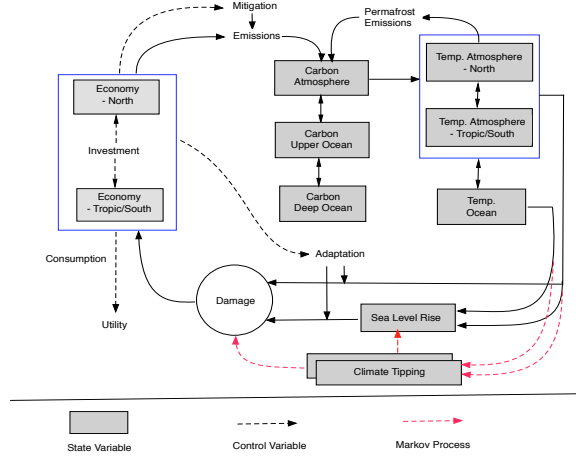 Mitigation
Emissions
Permafrost
Emissions
Economy
- North
Investment
Economy
- Tropic/South
Carbon
Atmosphere
Carbon
Upper Ocean
Carbon
Deep Ocean
Temp. Atmosphere
- North
Temp. Atmosphere
- Tropic/South
Temp.
Ocean
Consumption
Utility
Adaptation
Damage
Sea Level Rise
Climate Tipping
State Variable
Control Variable
Markov Process